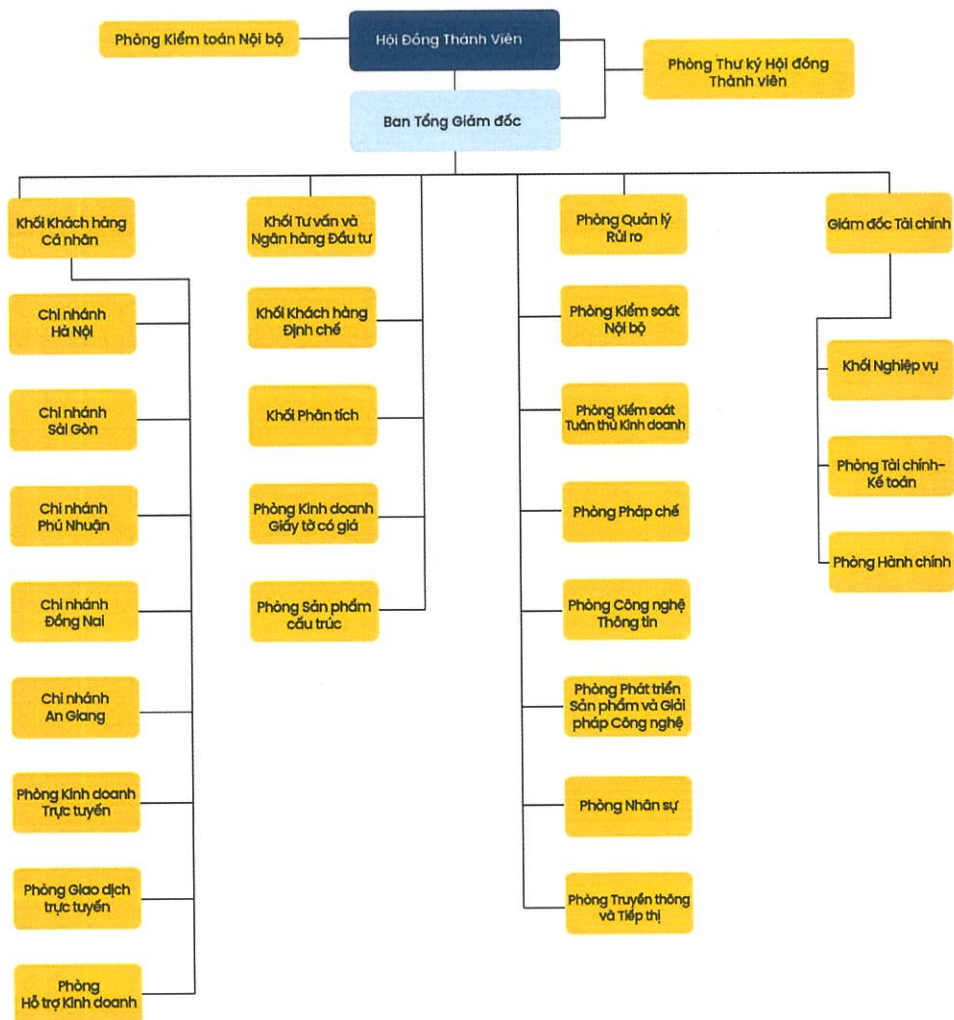 Phòng Kiểm toán Nội bộ
Hội Đồng Thành Viên
Phòng Thư ký Hội đồng
Thành viên
Ban Tổng Giám đốc
Khối Khách hàng
Cá nhân
Chi nhánh
Hà Nội
Chi nhánh
Sài Gòn
Chi nhánh
Phú Nhuận
Chi nhánh
Đồng Nai
Chi nhánh
An Giang
Phòng Kinh doanh
Trực tuyến
Phòng Giao dịch
trực tuyến
Phòng
Hỗ trợ Kinh doanh
Khối Tư vấn và
Ngân hàng Đầu tư
Khối Khách hàng
Định chế
Khối Phân tích
Phòng Kinh doanh
Giấy tờ có giá
Phòng Sản phẩm
cấu trúc
Phòng Quản lý
Rủi ro
Phòng Kiểm soát
Nội bộ
Phòng Kiểm soát
Tuân thủ Kinh doanh
Phòng Pháp chế
Phòng Công nghệ
Thông tin
Phòng Phát triển
Sản phẩm và Giải
pháp Công nghệ
Phòng Nhân sự
Phòng Truyền thông
và Tiếp thị
Giám đốc Tài chính
Khối Nghiệp vụ
Phòng Tài chính-
Kế toán
Phòng Hành chính